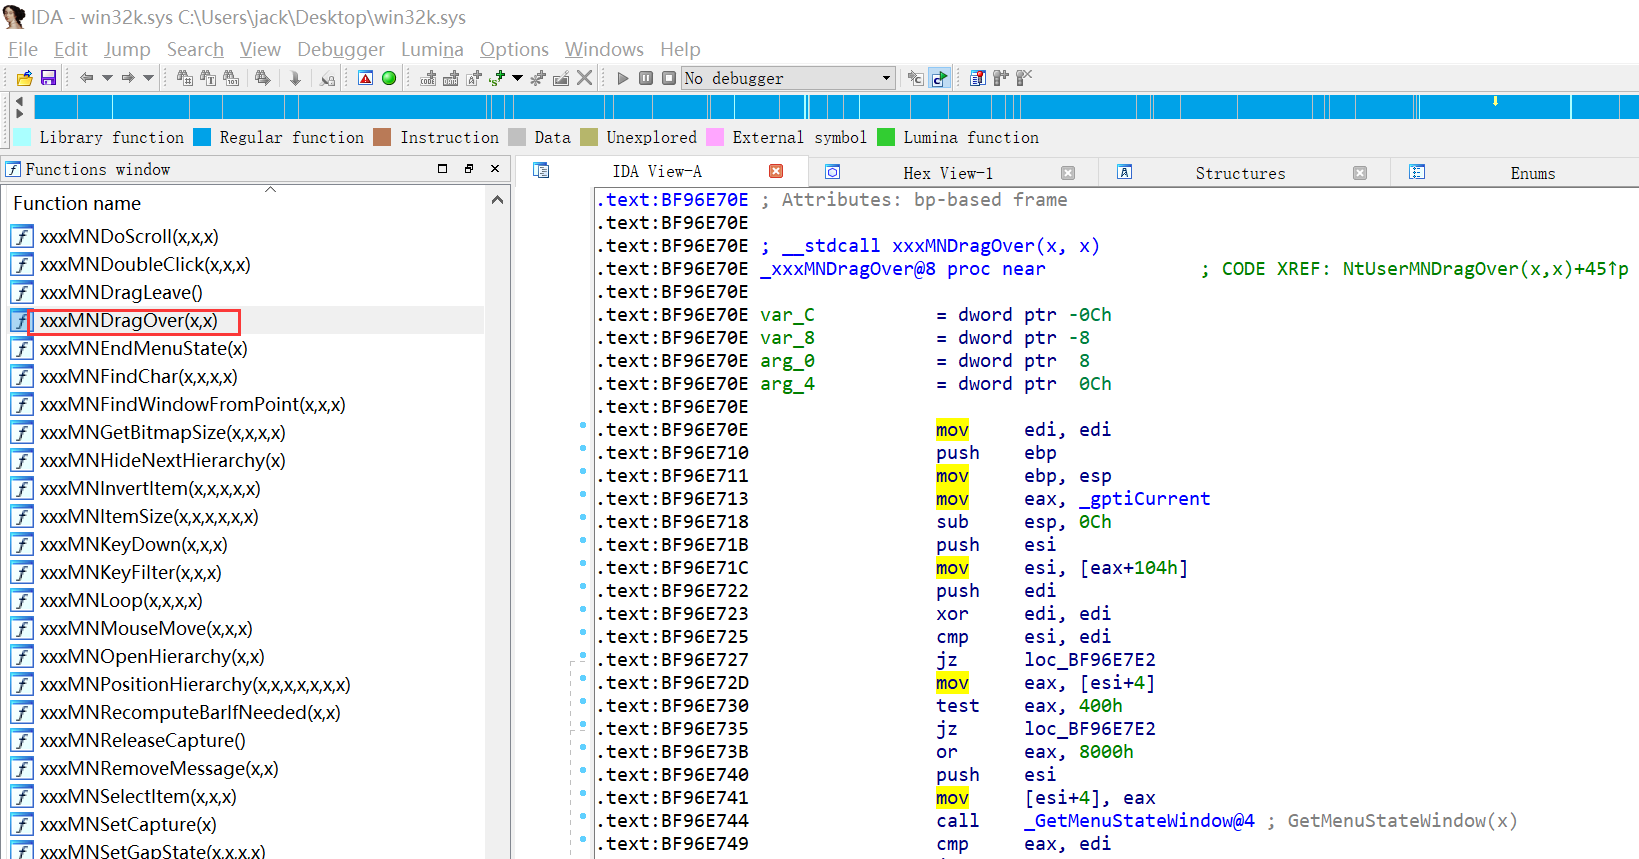 IDA - win32k.sys C:\Users\jack\Desktop\win32k.sys
File Edit Jump Search View Debugger Lumina Options Windows Help
No debugger
Library function Regular function Instruction Data Unexplored External symbol Lumina function
Functions window
IDA View-A Hex View-1 Structures Enums
Function name
xxxMNDoScroll(x,x,x)
xxxMNDoubleClick(x,x,x)
xxxMNDragLeave()
xxxMNDragOver(x,x)
xxxMNEndMenuState(x)
xxxMNFindChar(x,x,x,x)
xxxMNFindWindowFromPoint(x,x,x)
xxxMNGetBitmapSize(x,x,x,x)
xxxMNHideNextHierarchy(x)
xxxMNInvertItem(x,x,x,x,x)
xxxMNItemSize(x,x,x,x,x,x)
xxxMNKeyDown(x,x,x)
xxxMNKeyFilter(x,x,x)
xxxMNLoop(x,x,x,x)
xxxMNMouseMove(x,x,x)
xxxMNOpenHierarchy(x,x)
xxxMNPositionHierarchy(x,x,x,x,x,x,x)
xxxMNRecomputeBarIfNeeded(x,x)
xxxMNReleaseCapture()
xxxMNRemoveMessage(x,x)
xxxMNSelectItem(x,x,x)
xxxMNSetCapture(x)
xxxMNSetGapState(x,x,x,x)
.text:BF96E70E ; Attributes: bp-based frame
.text:BF96E70E
.text:BF96E70E ; __stdcall xxxMNDragOver(x, x)
.text:BF96E70E _xxxMNDragOver@8 proc near ; CODE XREF: NtUserMNDragOver(x,x)+45↑p
.text:BF96E70E
.text:BF96E70E var_C = dword ptr -0Ch
.text:BF96E70E var_8 = dword ptr -8
.text:BF96E70E arg_0 = dword ptr 8
.text:BF96E70E arg_4 = dword ptr 0Ch
.text:BF96E70E
.text:BF96E70E mov edi, edi
.text:BF96E710 push ebp
.text:BF96E711 mov ebp, esp
.text:BF96E713 mov eax, _gptiCurrent
.text:BF96E718 sub esp, 0Ch
.text:BF96E71B push esi
.text:BF96E71C mov esi, [eax+104h]
.text:BF96E722 push edi
.text:BF96E723 xor edi, edi
.text:BF96E725 cmp esi, edi
.text:BF96E727 jz loc_BF96E7E2
.text:BF96E72D mov eax, [esi+4]
.text:BF96E730 test eax, 400h
.text:BF96E735 jz loc_BF96E7E2
.text:BF96E73B or eax, 8000h
.text:BF96E740 push esi
.text:BF96E741 mov [esi+4], eax
.text:BF96E744 call _GetMenuStateWindow@4 ; GetMenuStateWindow(x)
.text:BF96E749 cmp eax, edi